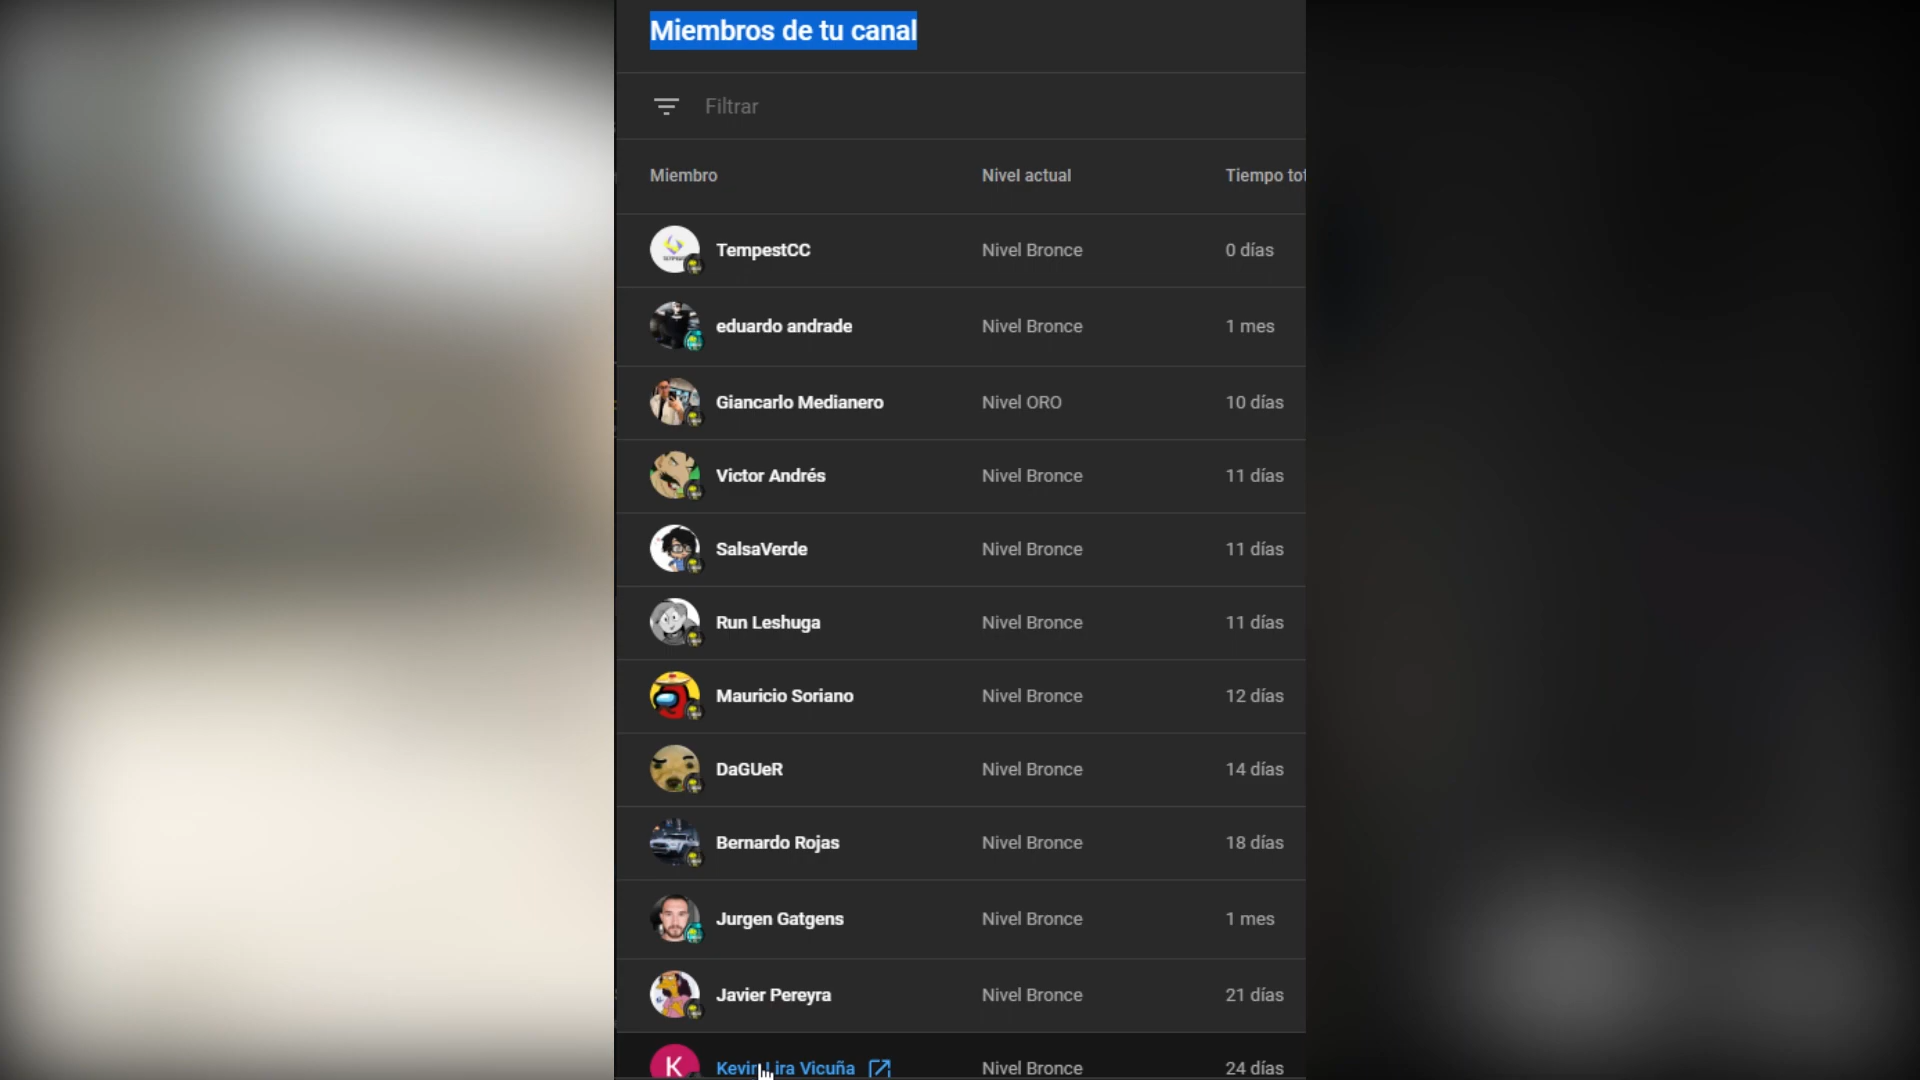 Miembros de tu canal
Filtrar
Miembro Nivel actual Tiempo tot
TempestCC Nivel Bronce 0 días
eduardo andrade Nivel Bronce 1 mes
Giancarlo Medianero Nivel ORO 10 días
Victor Andrés Nivel Bronce 11 días
SalsaVerde Nivel Bronce 11 días
Run Leshuga Nivel Bronce 11 días
Mauricio Soriano Nivel Bronce 12 días
DaGUeR Nivel Bronce 14 días
Bernardo Rojas Nivel Bronce 18 días
Jurgen Gatgens Nivel Bronce 1 mes
Javier Pereyra Nivel Bronce 21 días
K Kevin Lira Vicuña Nivel Bronce 24 días